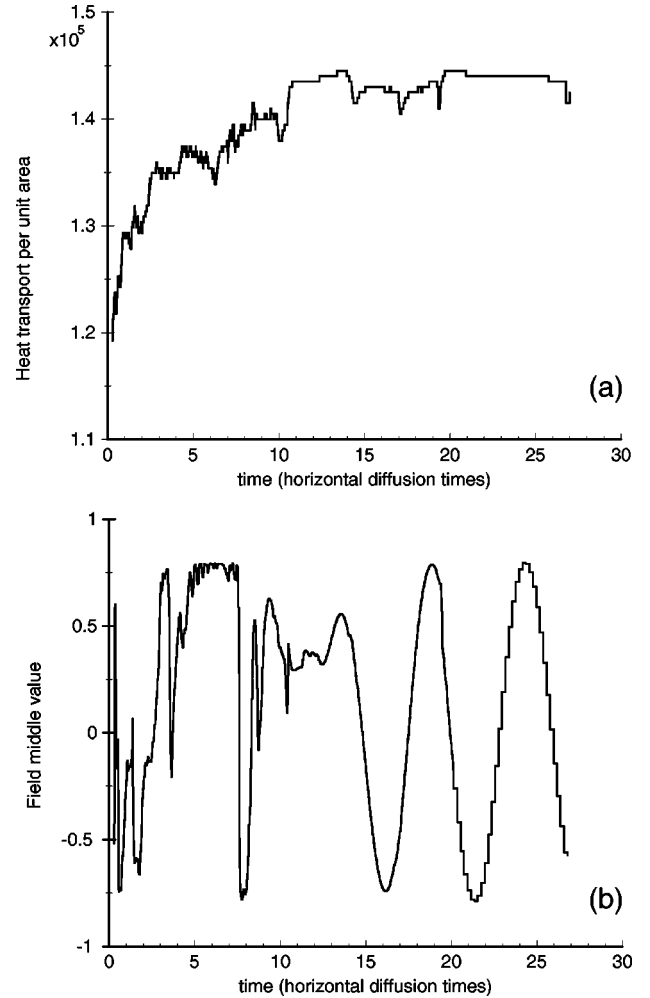 1.5
x10⁵
1.4
1.3
1.2
1.1
Heat transport per unit area
(a)
0 5 10 15 20 25 30
time (horizontal diffusion times)
1
0.5
0
-0.5
-1
Field middle value
(b)
0 5 10 15 20 25 30
time (horizontal diffusion times)